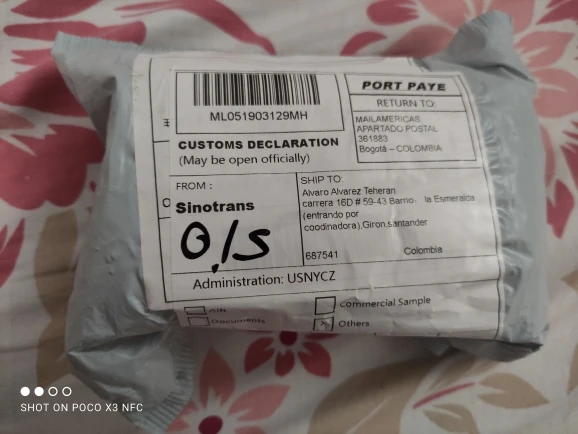 ML051903129MH
PORT PAYE
RETURN TO:
MAILAMERICAS
APARTADO POSTAL
361883
Bogotá – COLOMBIA
CUSTOMS DECLARATION
(May be open officially)
FROM :
Sinotrans
O/S
SHIP TO:
Alvaro Alvarez Teheran
carrera 16D # 59-43 Barrio: la Esmeralda
(entrando por
coodinadora),Giron,santander
687541 Colombia
Administration: USNYCZ
Commercial Sample
Documents
Others
SHOT ON POCO X3 NFC